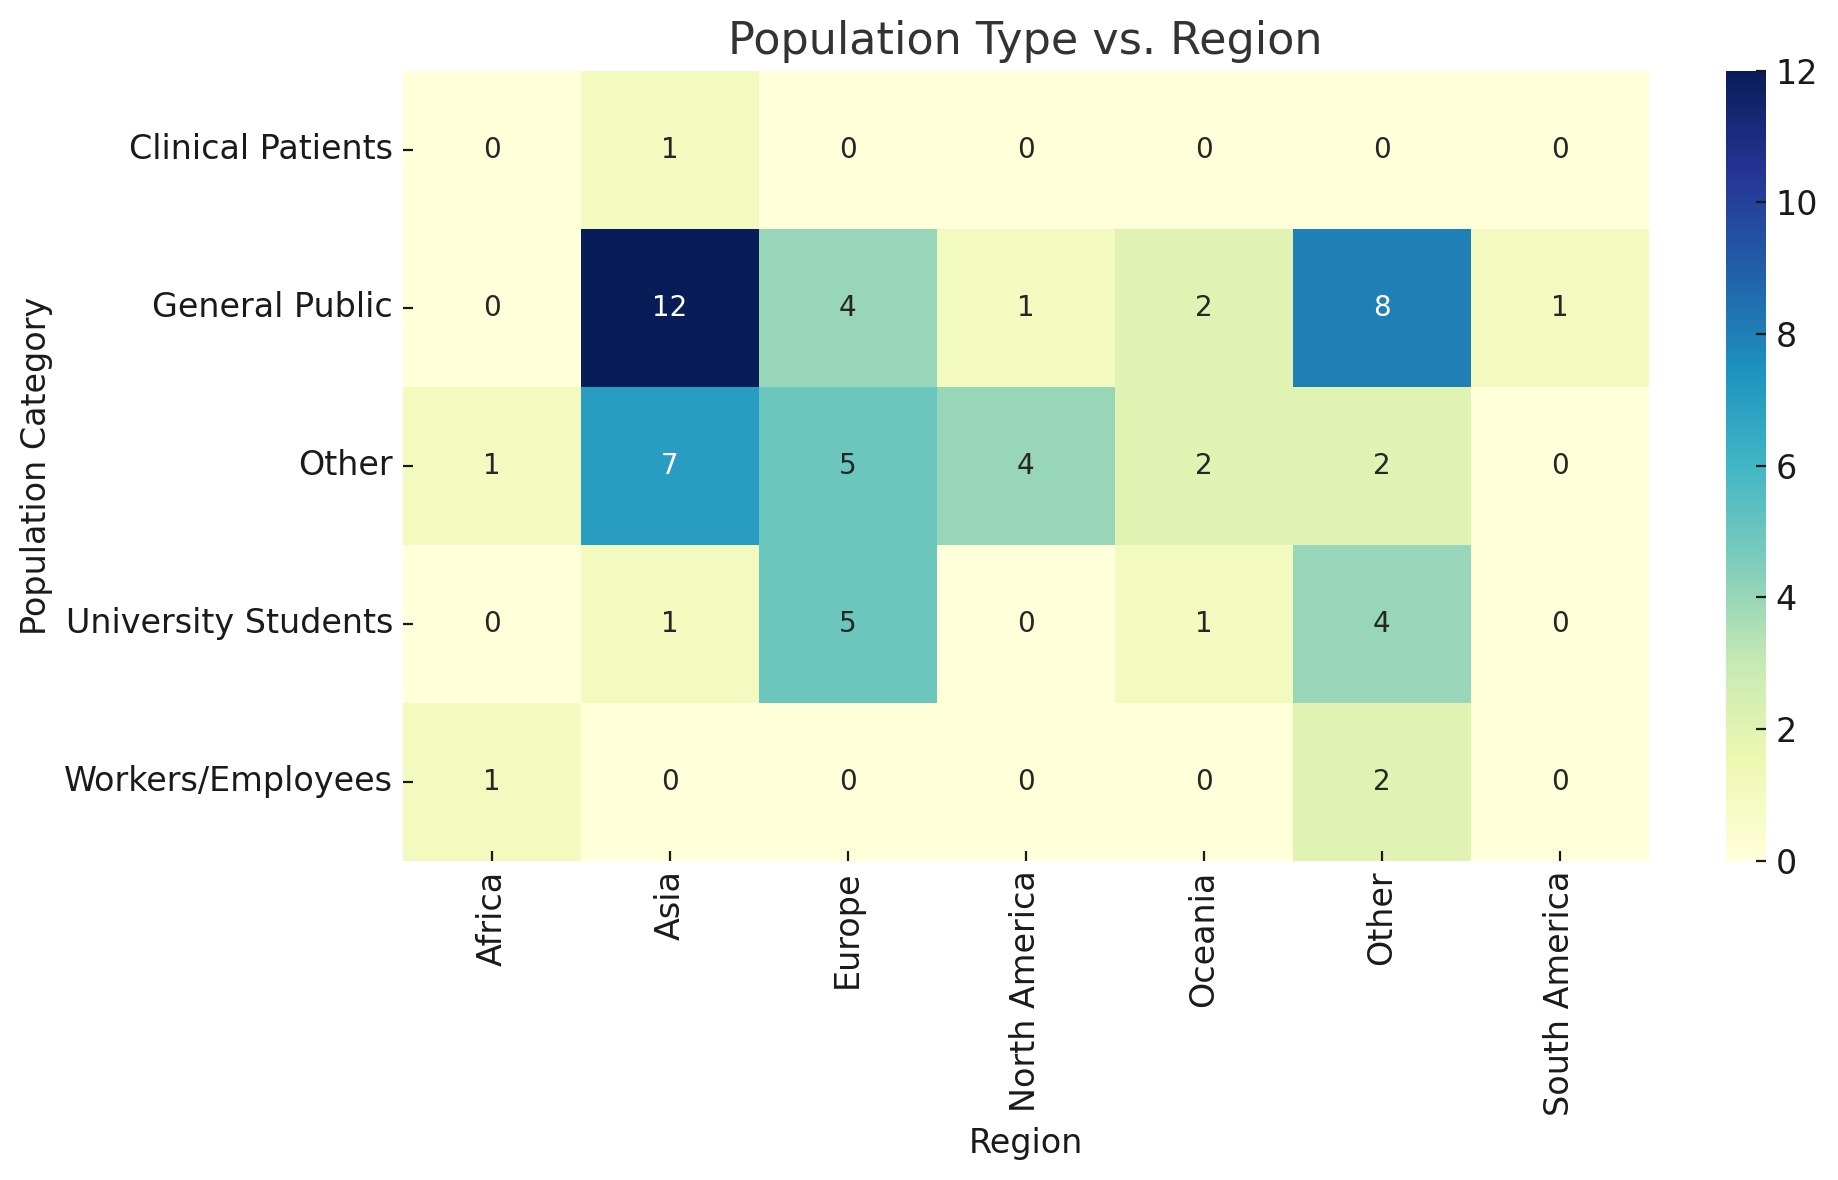 Population Type vs. Region
Population Category
Clinical Patients 0 1 0 0 0 0 0
General Public 0 12 4 1 2 8 1
Other 1 7 5 4 2 2 0
University Students 0 1 5 0 1 4 0
Workers/Employees 1 0 0 0 0 2 0
Africa Asia Europe North America Oceania Other South America
Region
12
10
8
6
4
2
0